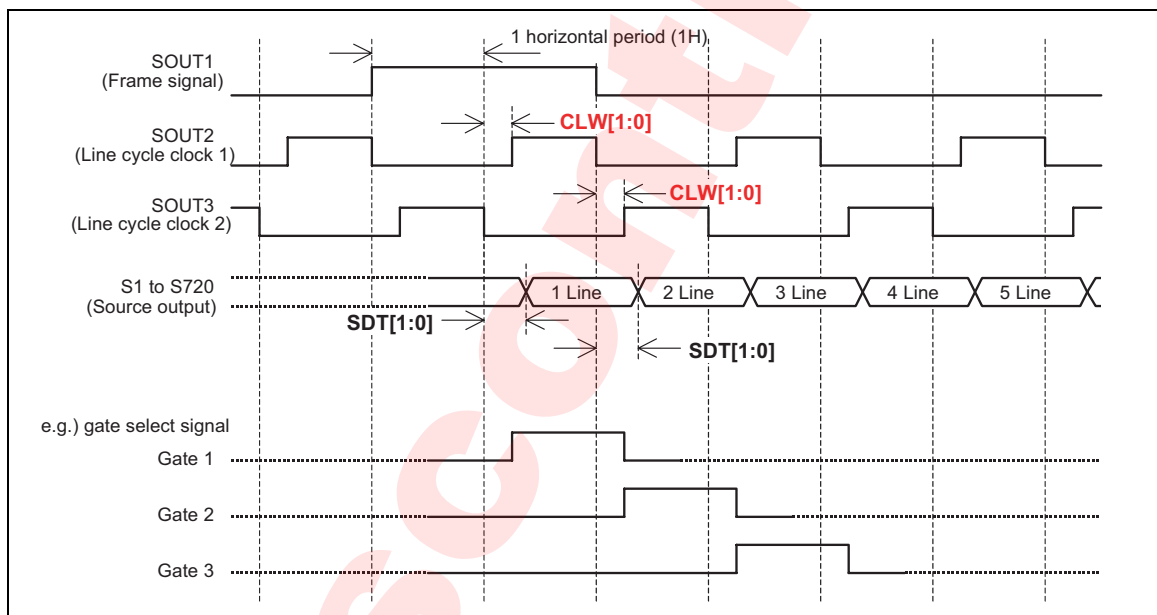 1 horizontal period (1H)
SOUT1
(Frame signal)
CLW[1:0]
SOUT2
(Line cycle clock 1)
CLW[1:0]
SOUT3
(Line cycle clock 2)
S1 to S720
(Source output)
1 Line
2 Line
3 Line
4 Line
5 Line
SDT[1:0]
SDT[1:0]
e.g.) gate select signal
Gate 1
Gate 2
Gate 3